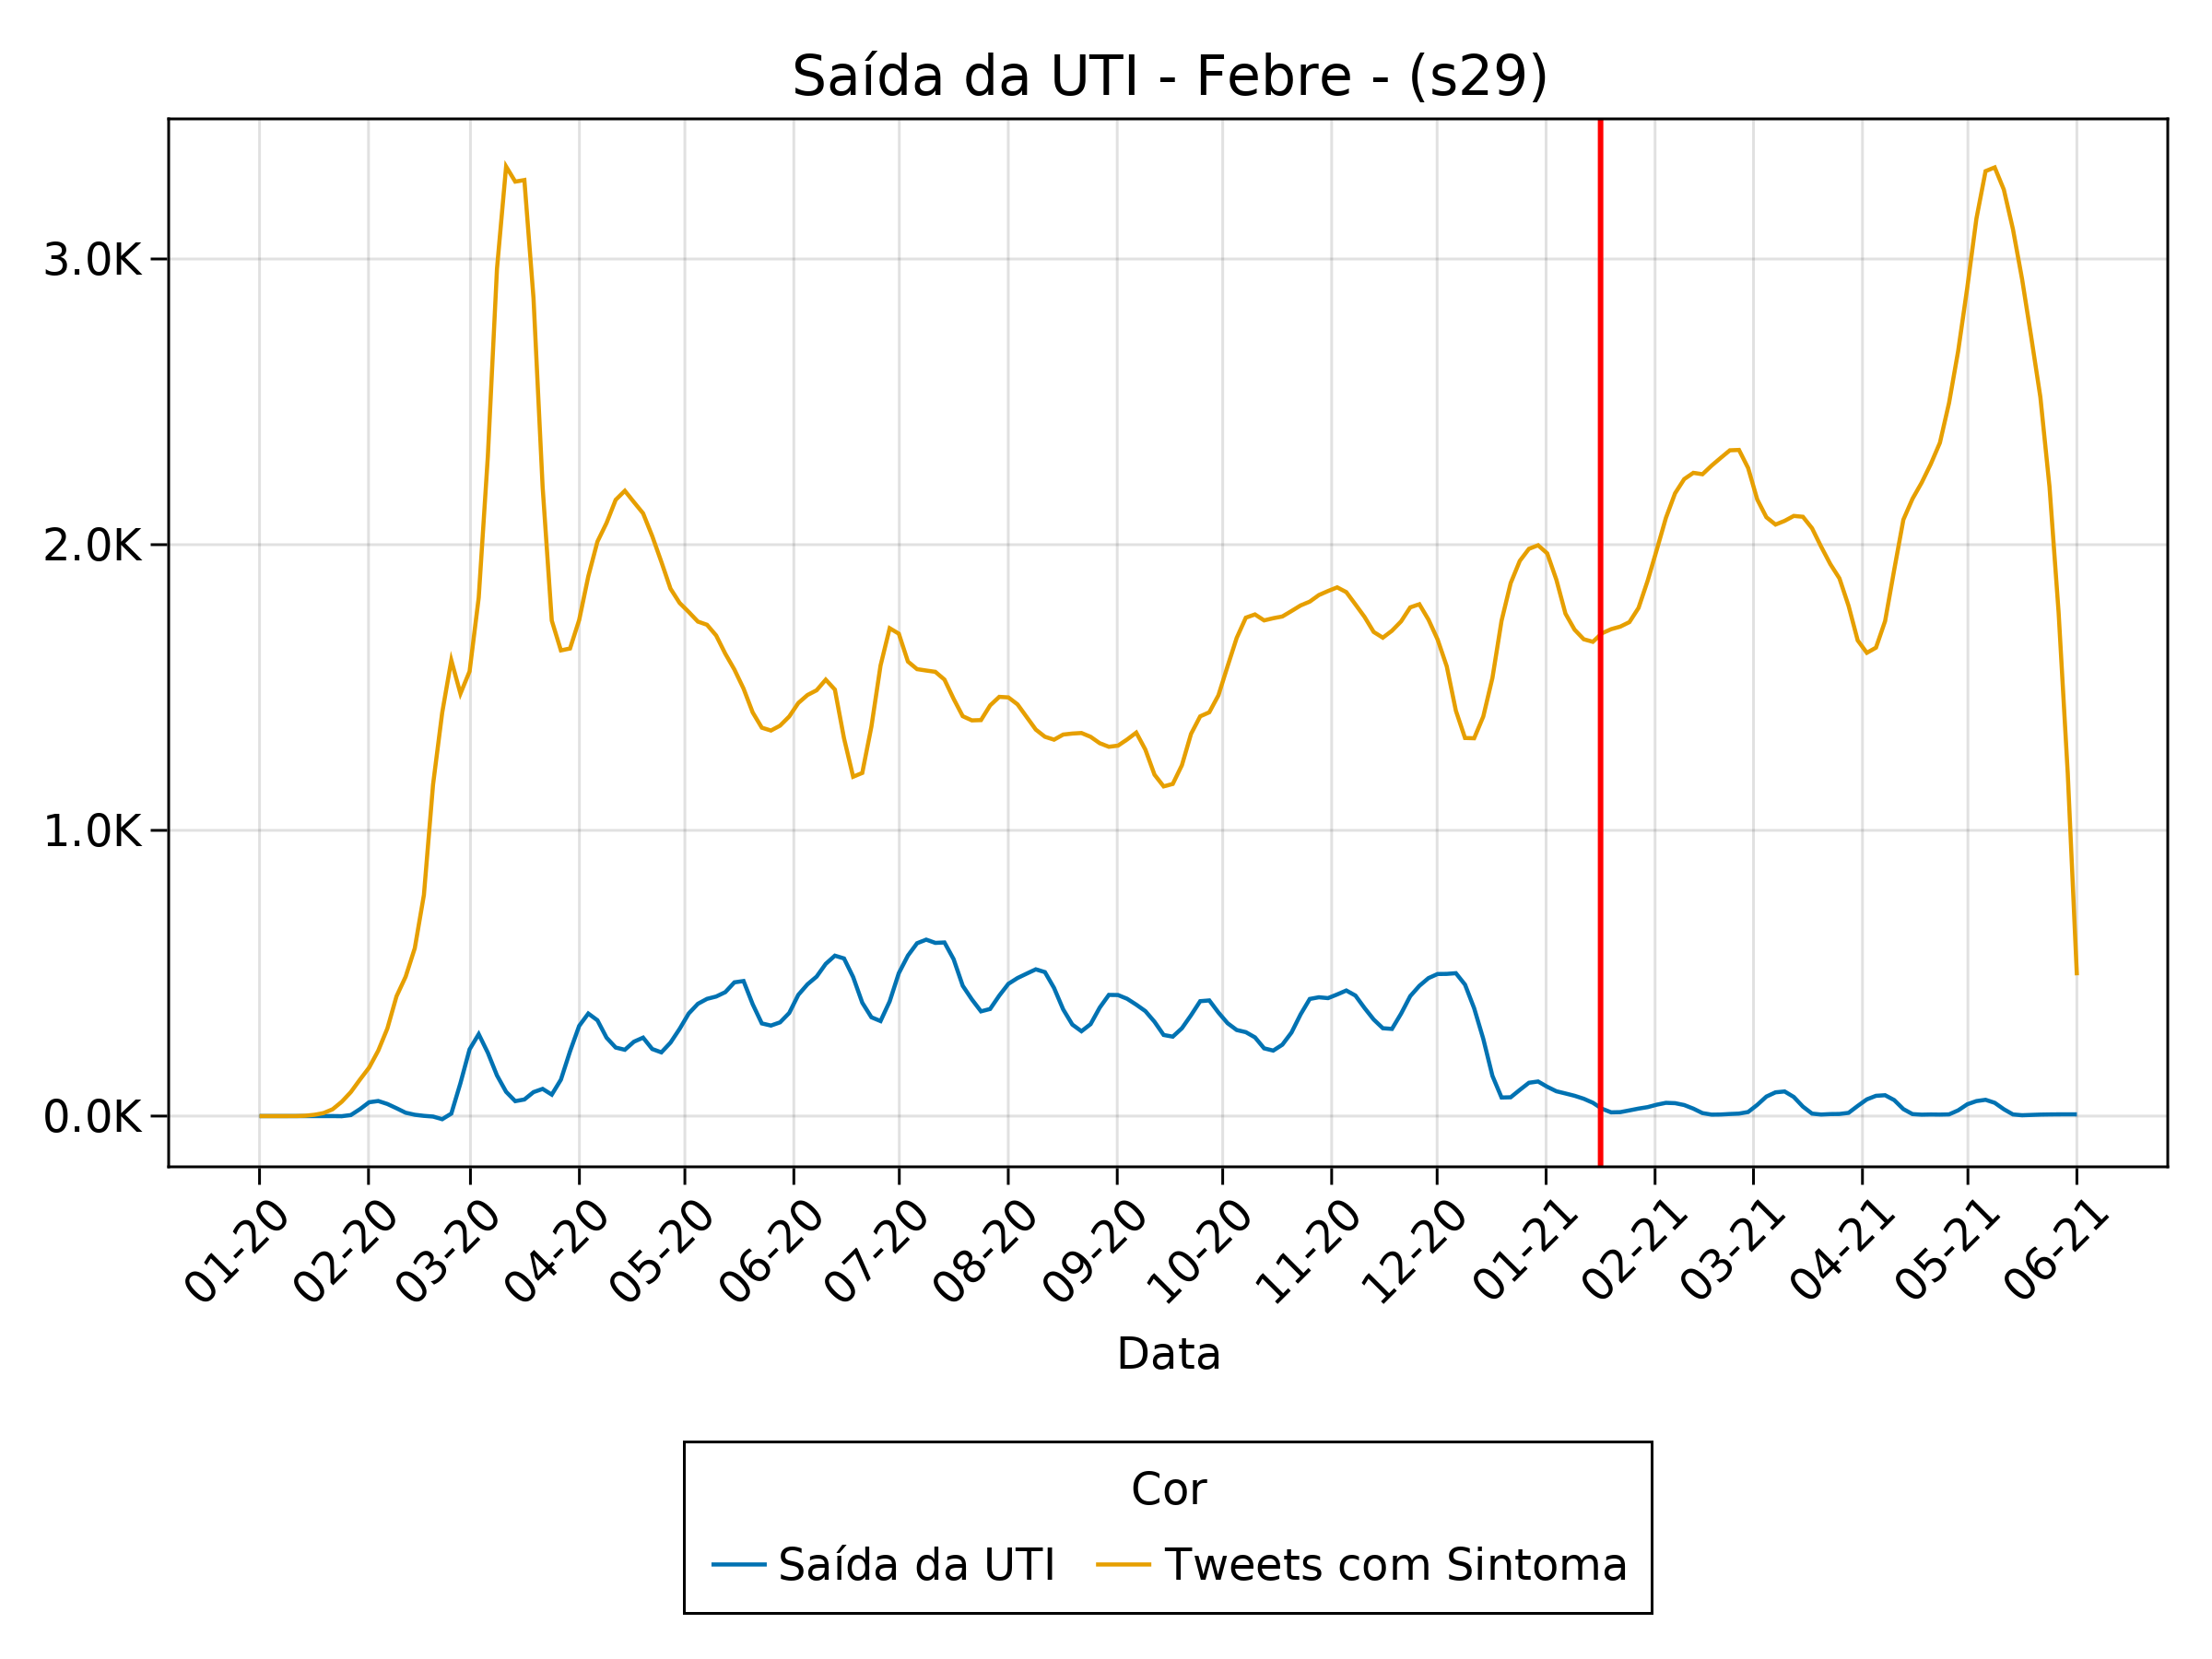 Saída da UTI - Febre - (s29)
3.0K
2.0K
1.0K
0.0K
01-20 02-20 03-20 04-20 05-20 06-20 07-20 08-20 09-20 10-20 11-20 12-20 01-21 02-21 03-21 04-21 05-21 06-21
Data
Cor
Saída da UTI Tweets com Sintoma